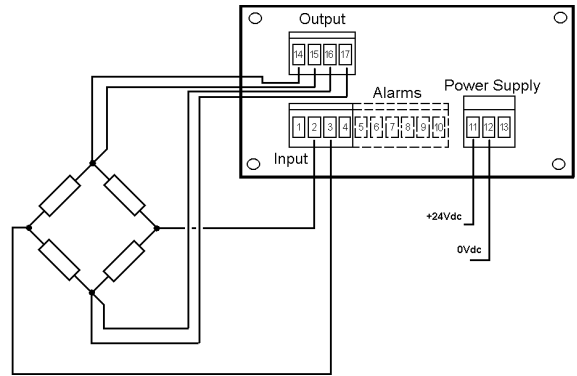 Output
14 15 16 17
Alarms
Power Supply
1 2 3 4 5 6 7 8 9 10
11 12 13
Input
+24Vdc
0Vdc